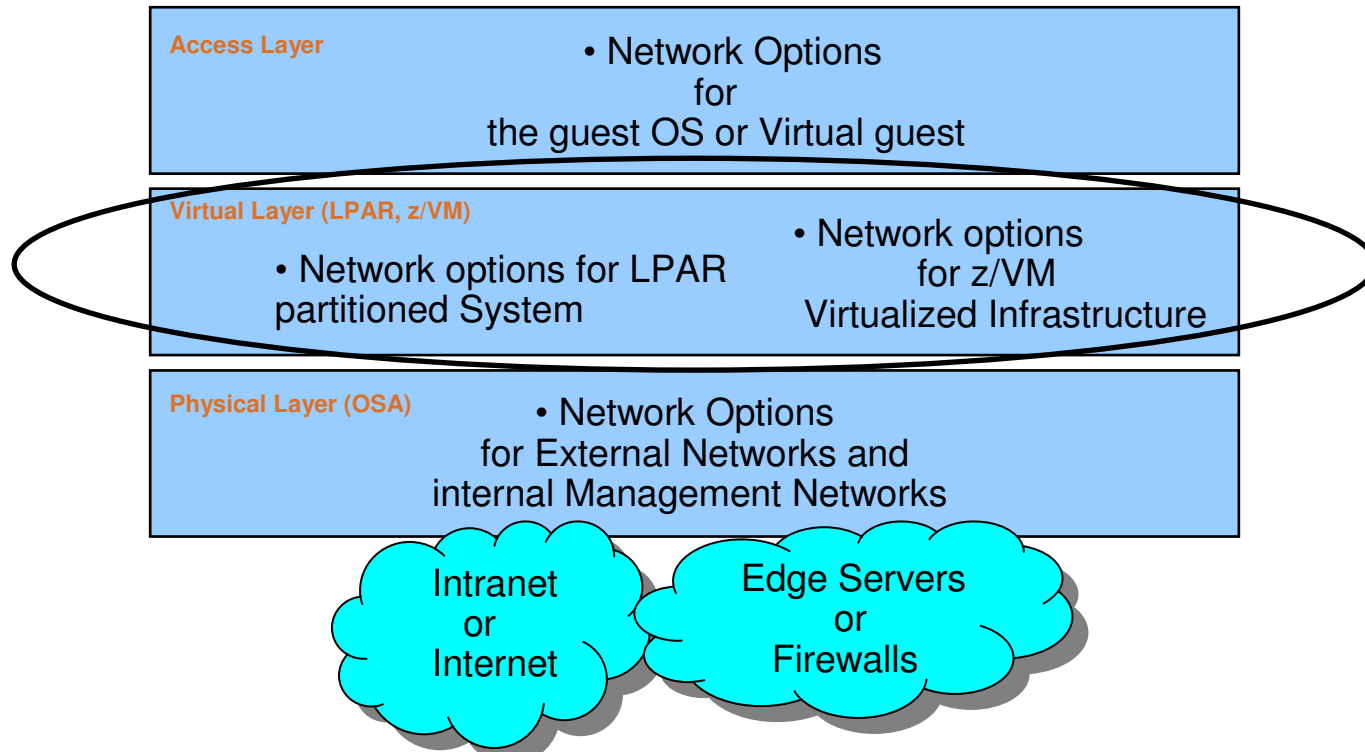 Access Layer
• Network Options
for
the guest OS or Virtual guest
Virtual Layer (LPAR, z/VM)
• Network options for LPAR
partitioned System
• Network options
for z/VM
Virtualized Infrastructure
Physical Layer (OSA)
• Network Options
for External Networks and
internal Management Networks
Intranet
or
Internet
Edge Servers
or
Firewalls